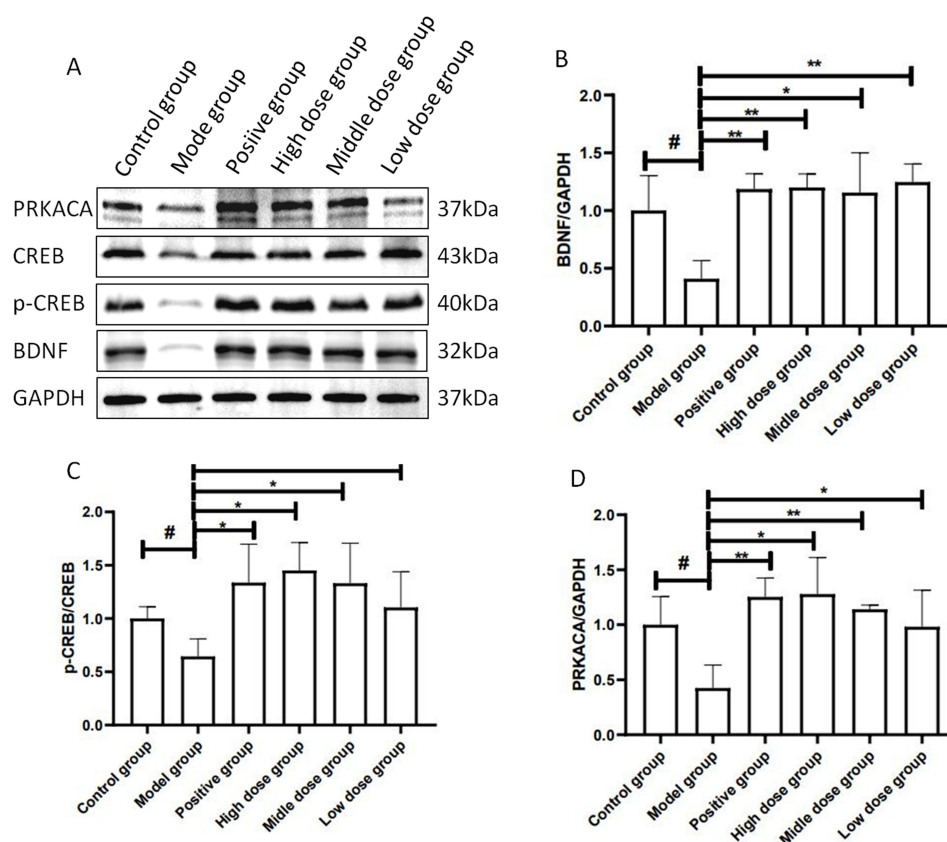 A
Control group
Mode group
Posiive group
High dose group
Middle dose group
Low dose group
PRKACA
37kDa
CREB
43kDa
p-CREB
40kDa
BDNF
32kDa
GAPDH
37kDa
B
**
*
**
**
#
BDNF/GAPDH
2.0
1.5
1.0
0.5
0.0
Control group
Model group
Positive group
High dose group
Midle dose group
Low dose group
C
*
*
*
#
p-CREB/CREB
2.0
1.5
1.0
0.5
0.0
Control group
Model group
Positive group
High dose group
Midle dose group
Low dose group
D
*
**
*
**
#
PRKACA/GAPDH
2.0
1.5
1.0
0.5
0.0
Control group
Model group
Positive group
High dose group
Midle dose group
Low dose group